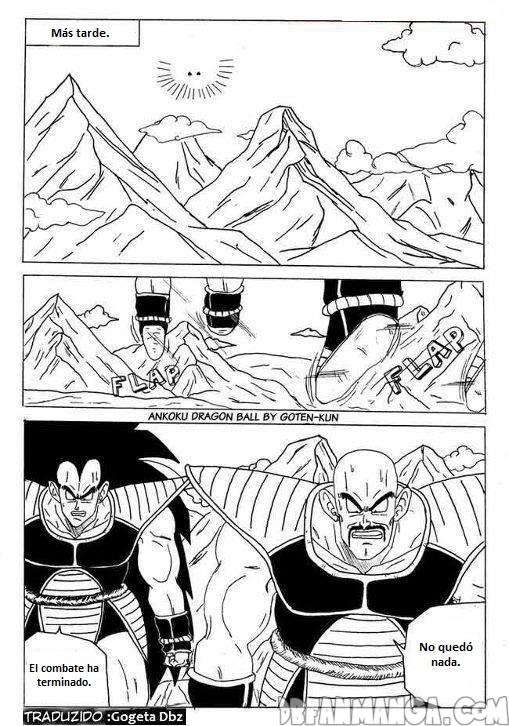 Más tarde.
FLAP
FLAP
ANKOKU DRAGON BALL BY GOTEN-KUN
No quedó
nada.
El combate ha
terminado.
TRADUZIDO :Gogeta Dbz
DBFANMANGA.COM